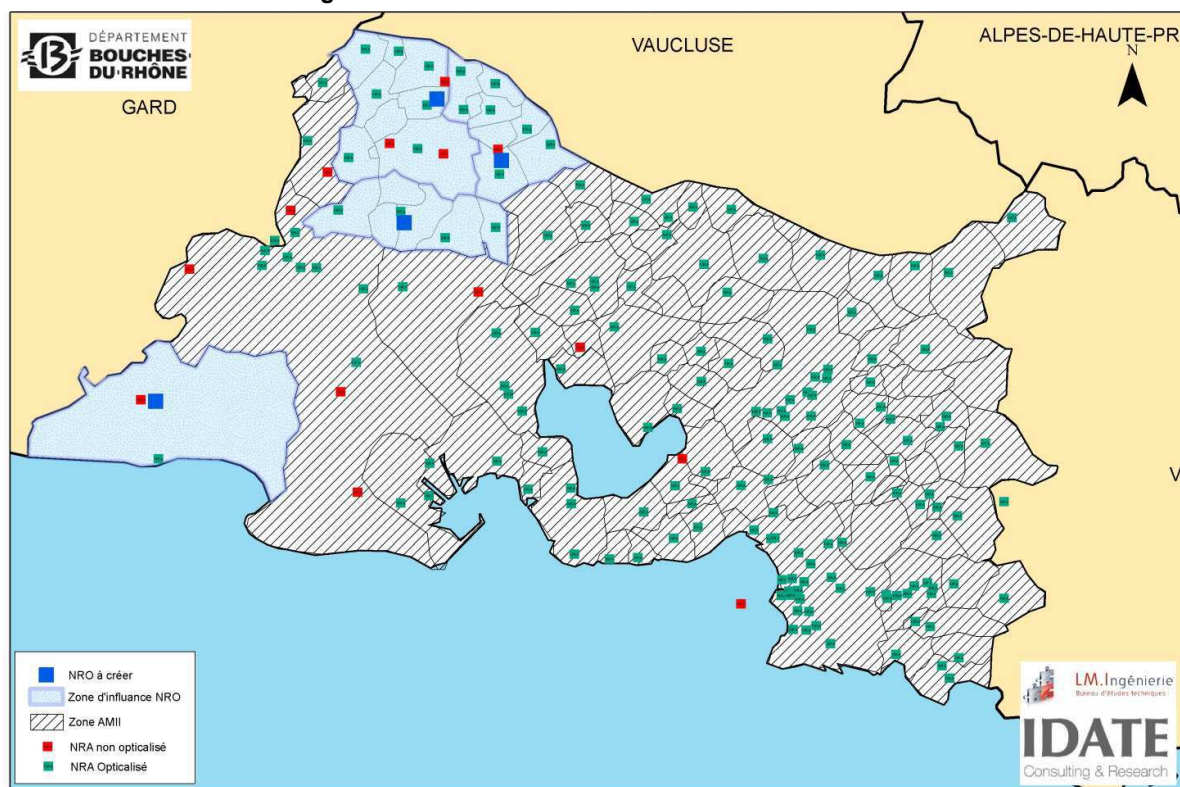 DÉPARTEMENT
BOUCHES-
DU-RHÔNE
VAUCLUSE
ALPES-DE-HAUTE-PR
N
GARD
V
NRO à créer
Zone d'influence NRO
Zone AMII
NRA non opticalisé
NRA Opticalisé
LM.Ingénierie
Bureau d'études techniques
IDATE
Consulting & Research